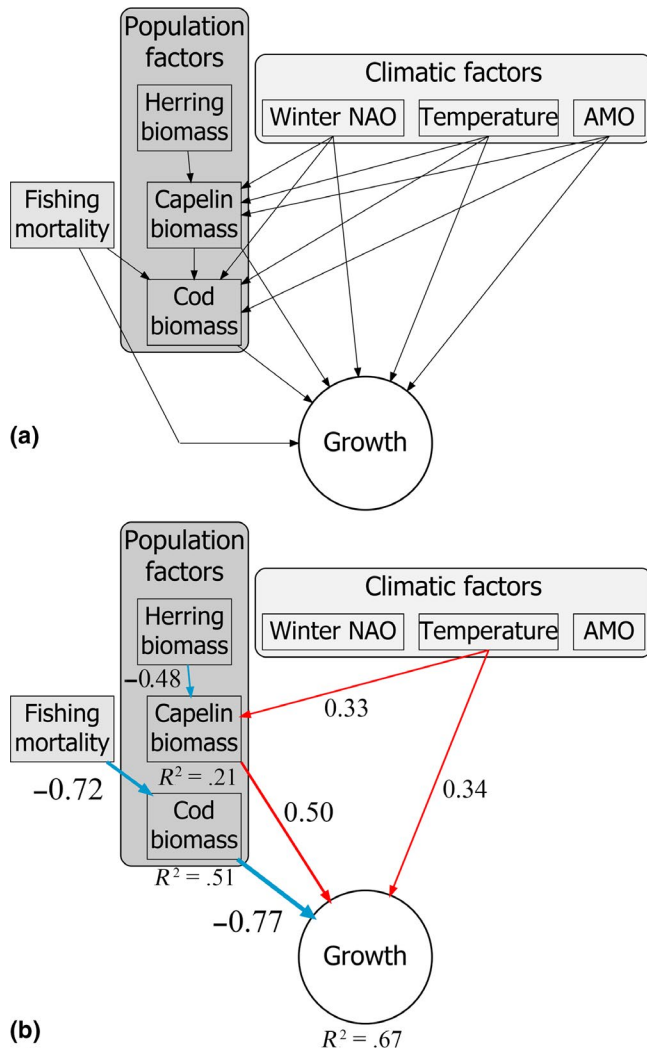 Population
factors
Climatic factors
Herring
biomass
Winter NAO
Temperature
AMO
Fishing
mortality
Capelin
biomass
Cod
biomass
Growth
(a)
Population
factors
Climatic factors
Herring
biomass
Winter NAO
Temperature
AMO
−0.48
Fishing
mortality
Capelin
biomass
0.33
R² = .21
−0.72
Cod
biomass
0.50
0.34
R² = .51
−0.77
Growth
R² = .67
(b)